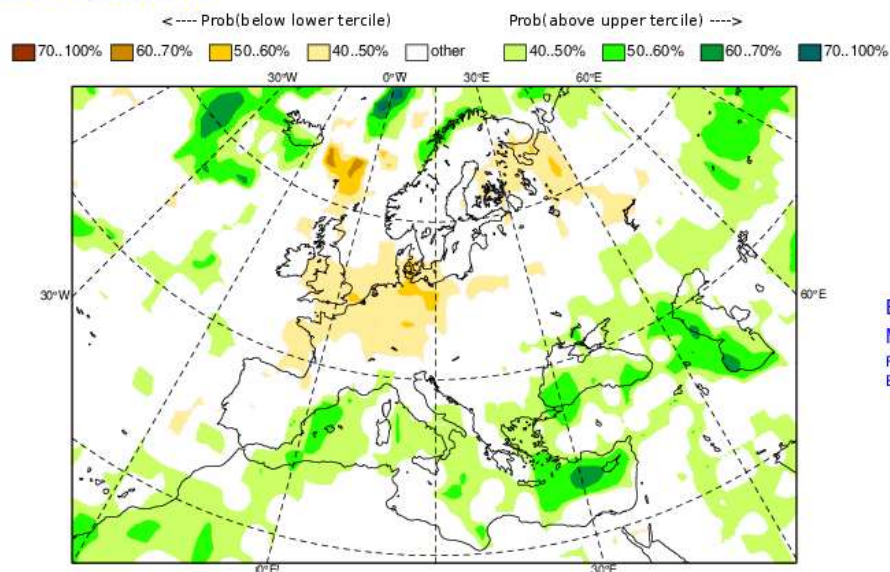 <---- Prob(below lower tercile) Prob(above upper tercile) ---->
70..100% 60..70% 50..60% 40..50% other 40..50% 50..60% 60..70% 70..100%
30°W 0°W 30°E 60°E
30°W 60°E
0°E 30°E